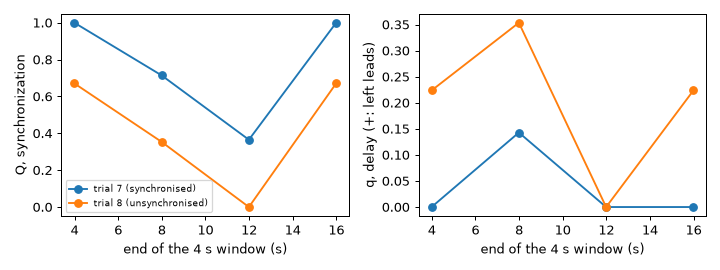 1.0
0.8
0.6
0.4
0.2
0.0
Q, synchronization
trial 7 (synchronised)
trial 8 (unsynchronised)
4 6 8 10 12 14 16
end of the 4 s window (s)
0.35
0.30
0.25
0.20
0.15
0.10
0.05
0.00
q, delay (+: left leads)
4 6 8 10 12 14 16
end of the 4 s window (s)